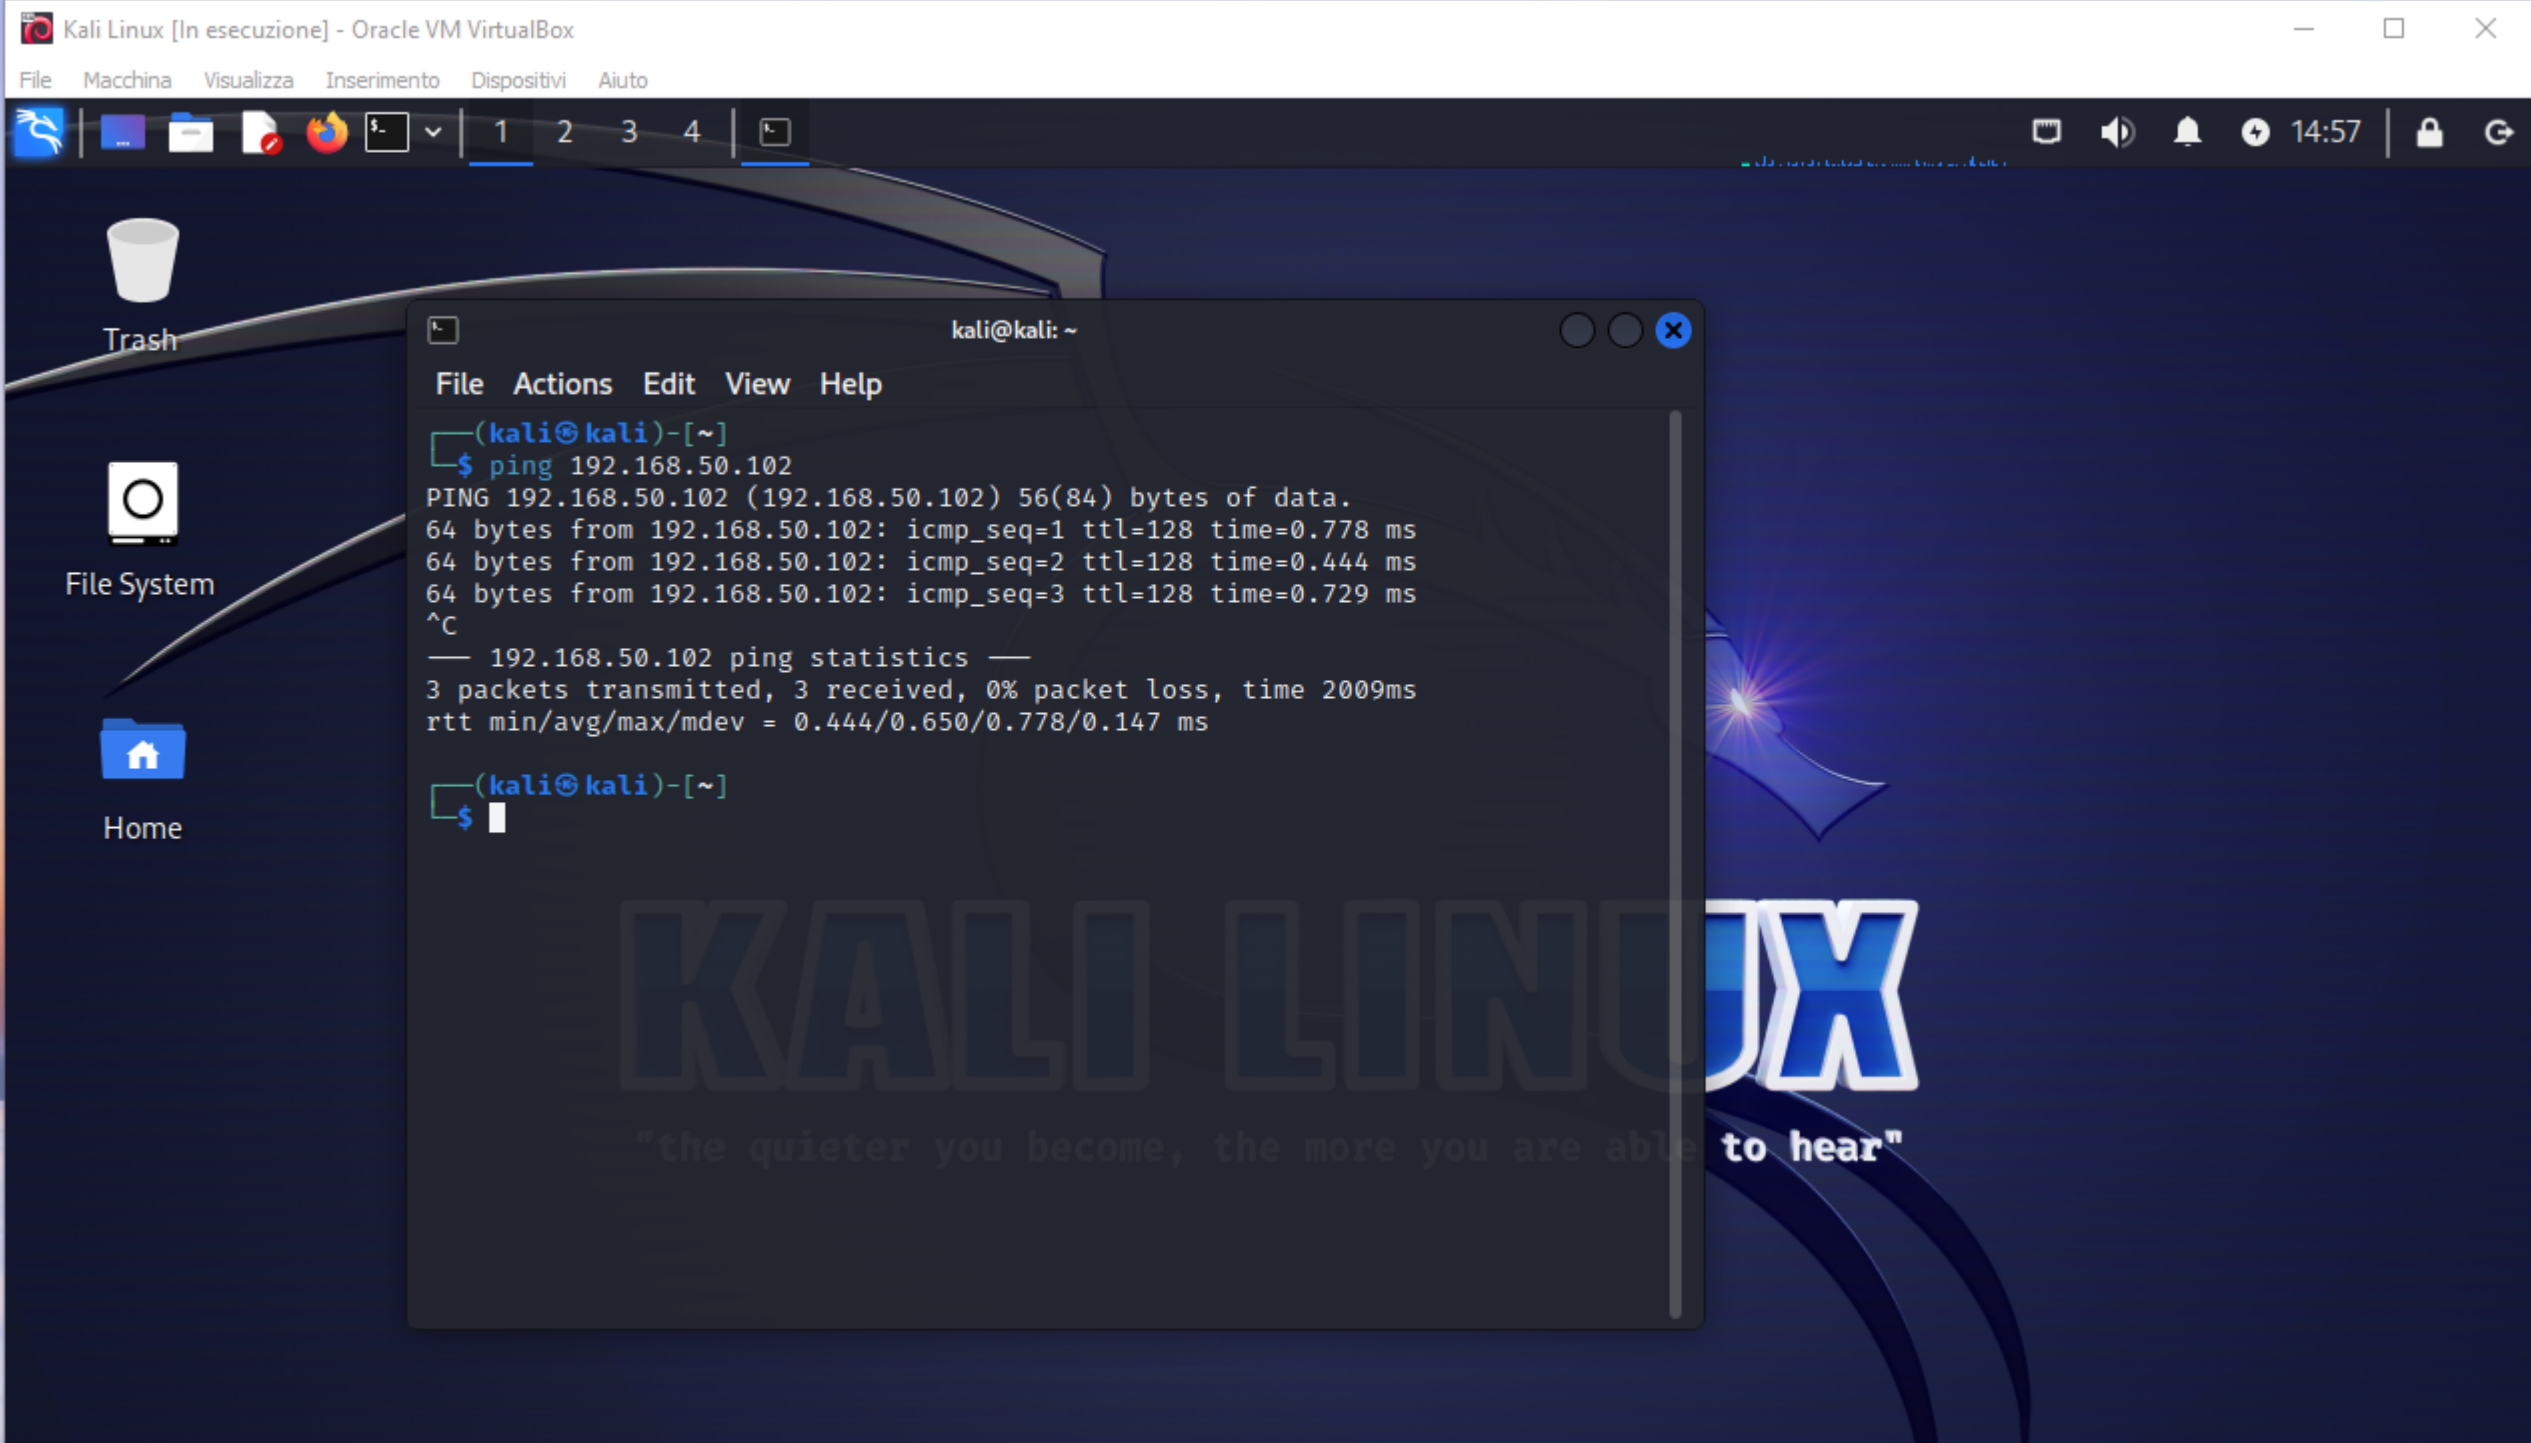 Kali Linux [In esecuzione] - Oracle VM VirtualBox
File Macchina Visualizza Inserimento Dispositivi Aiuto
1 2 3 4 14:57
Trash
File System
Home
kali@kali: ~
File Actions Edit View Help
┌──(kali㉿kali)-[~]
└─$ ping 192.168.50.102
PING 192.168.50.102 (192.168.50.102) 56(84) bytes of data.
64 bytes from 192.168.50.102: icmp_seq=1 ttl=128 time=0.778 ms
64 bytes from 192.168.50.102: icmp_seq=2 ttl=128 time=0.444 ms
64 bytes from 192.168.50.102: icmp_seq=3 ttl=128 time=0.729 ms
^C
--- 192.168.50.102 ping statistics ---
3 packets transmitted, 3 received, 0% packet loss, time 2009ms
rtt min/avg/max/mdev = 0.444/0.650/0.778/0.147 ms
┌──(kali㉿kali)-[~]
└─$
KALI LINUX
"the quieter you become, the more you are able to hear"